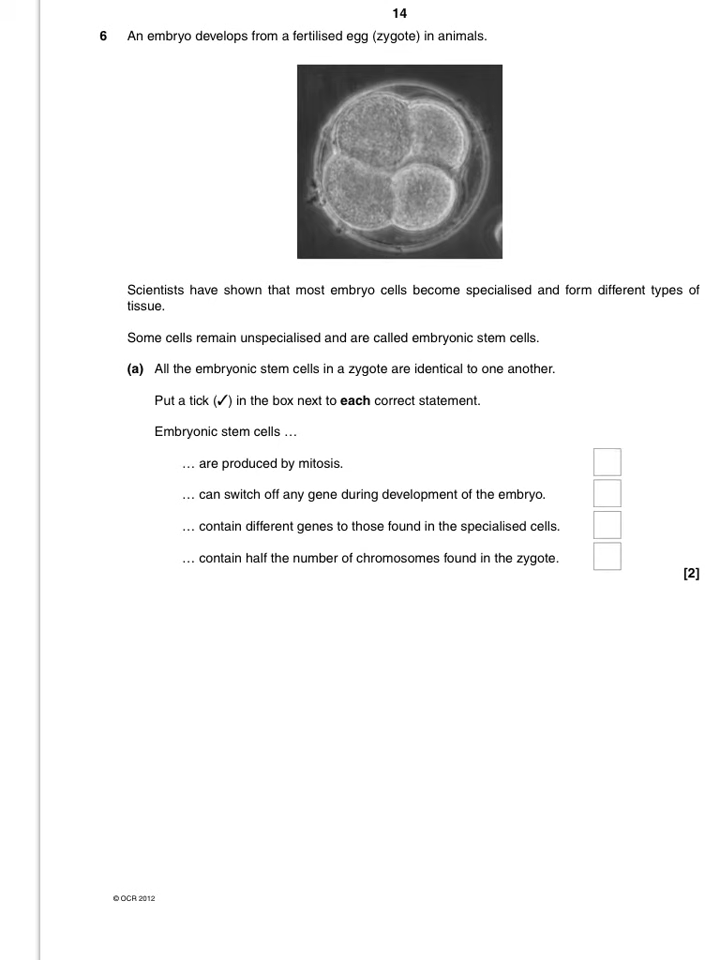 14
6 An embryo develops from a fertilised egg (zygote) in animals.
Scientists have shown that most embryo cells become specialised and form different types of
tissue.
Some cells remain unspecialised and are called embryonic stem cells.
(a) All the embryonic stem cells in a zygote are identical to one another.
Put a tick (✓) in the box next to each correct statement.
Embryonic stem cells …
… are produced by mitosis.
… can switch off any gene during development of the embryo.
… contain different genes to those found in the specialised cells.
… contain half the number of chromosomes found in the zygote.
[2]
© OCR 2012